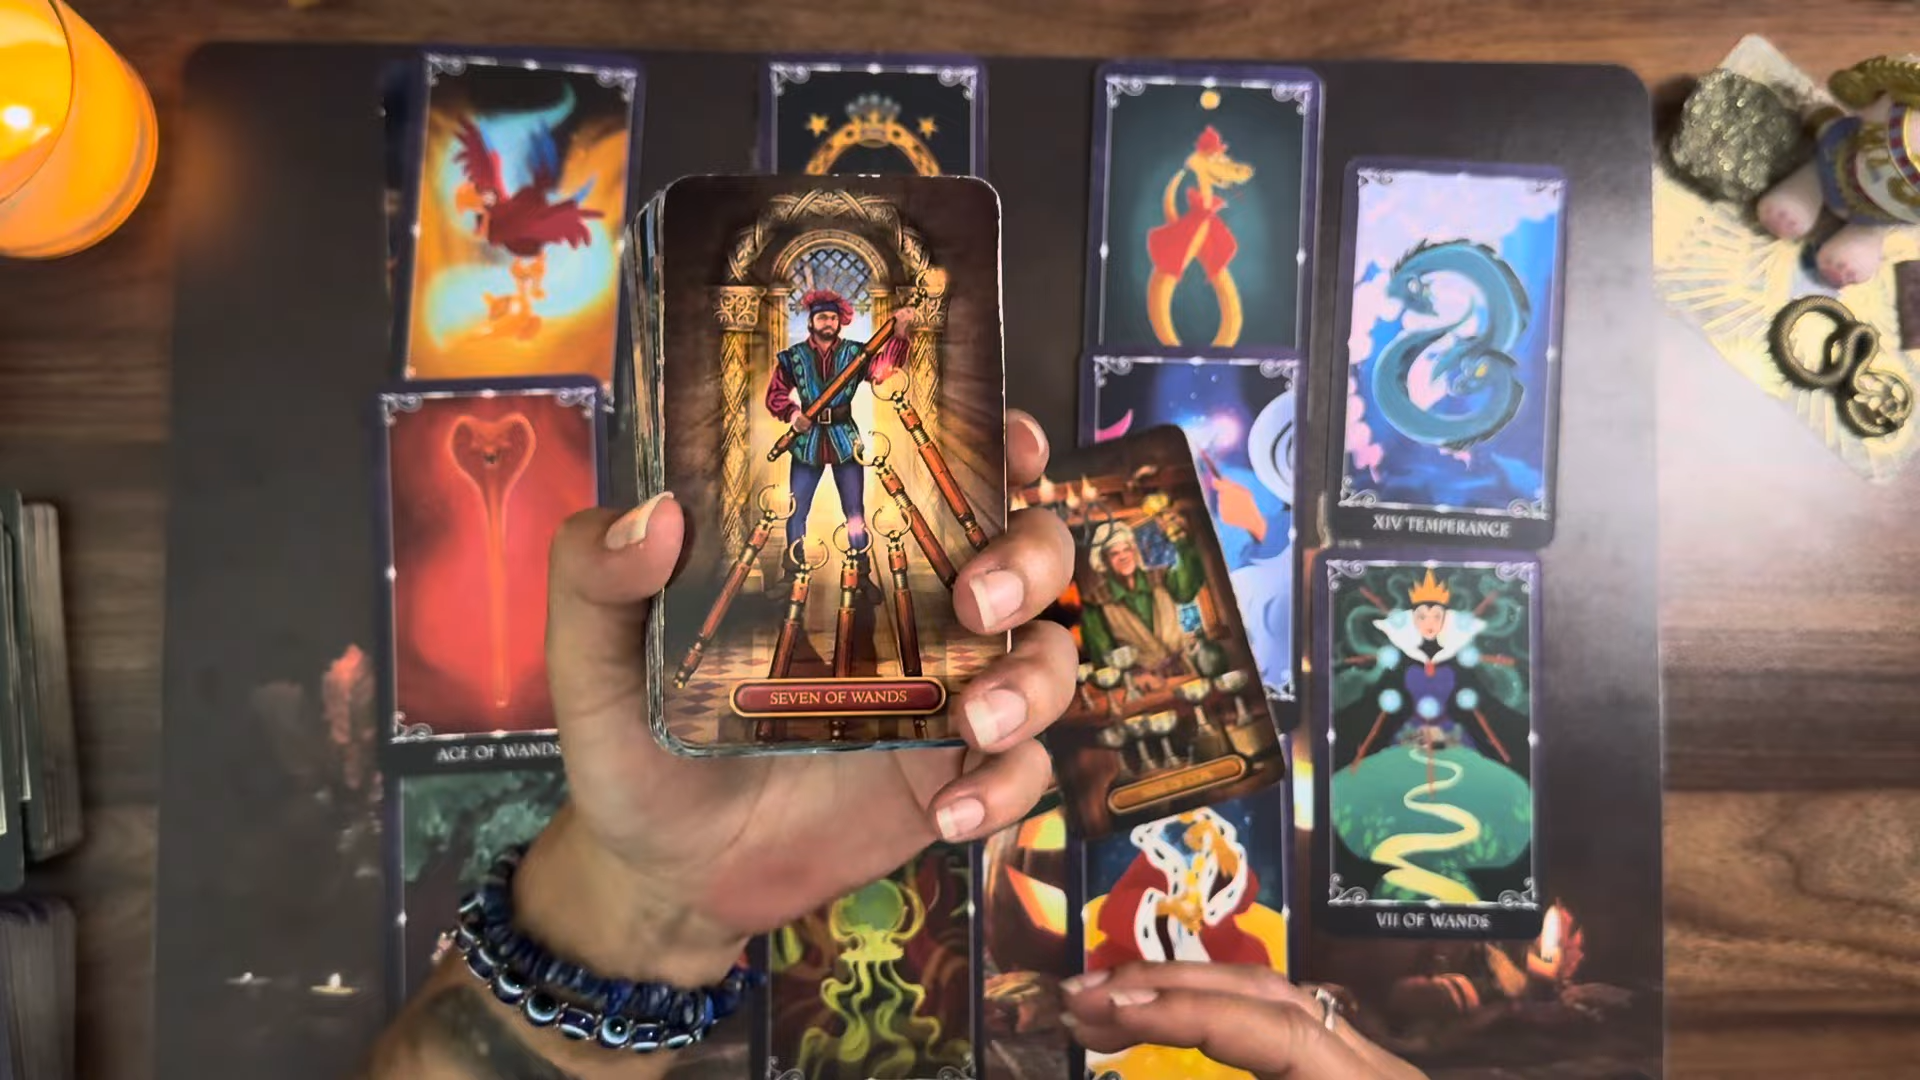 XIV TEMPERANCE
SEVEN OF WANDS
ACE OF WANDS
VII OF WANDS